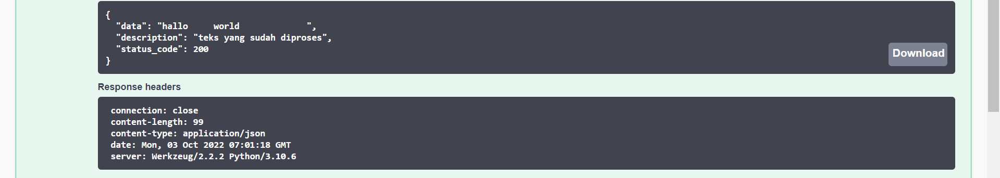 {
  "data": "hallo     world             ",
  "description": "teks yang sudah diproses",
  "status_code": 200
}
Download
Response headers
connection: close
content-length: 99
content-type: application/json
date: Mon, 03 Oct 2022 07:01:18 GMT
server: Werkzeug/2.2.2 Python/3.10.6